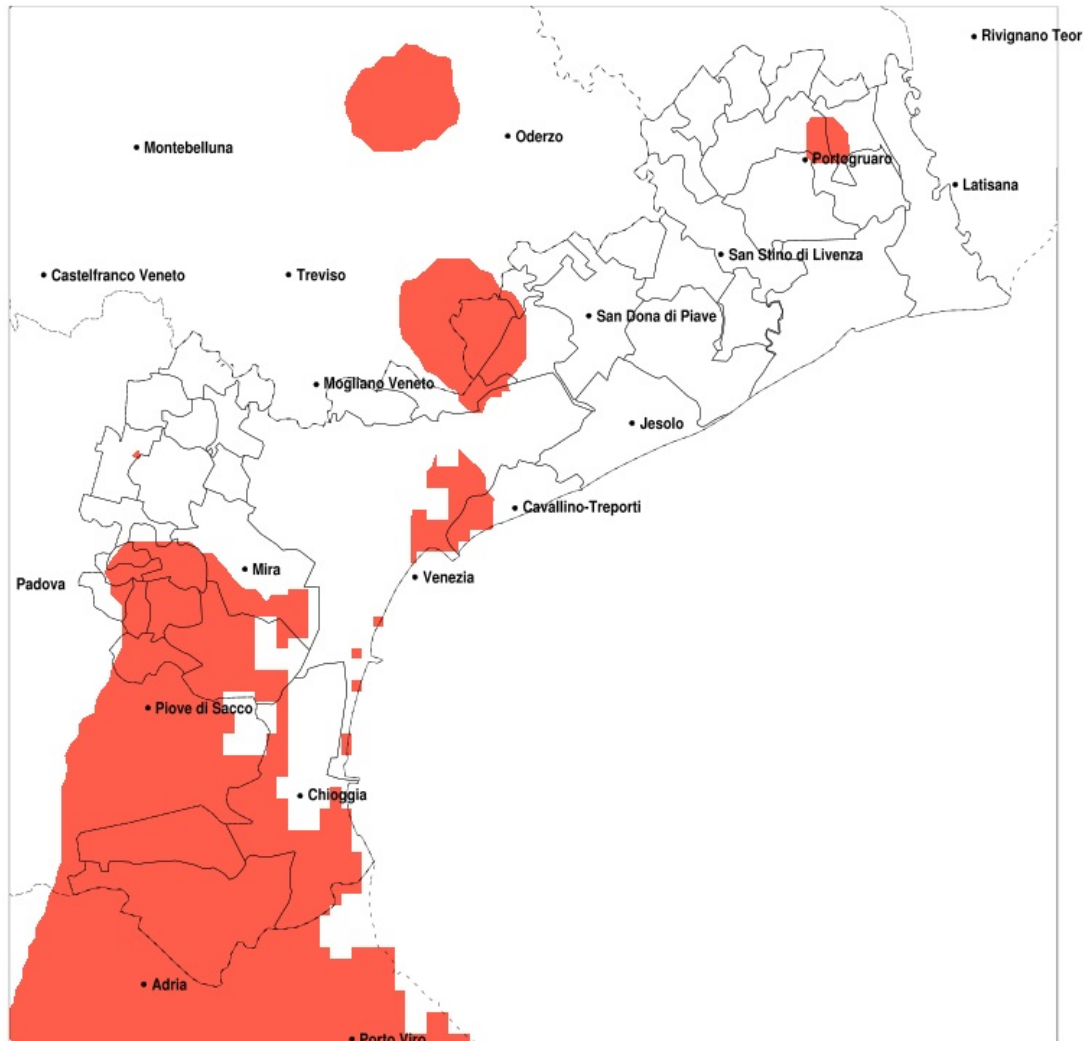 Rivignano Teor
Oderzo
Montebelluna
Portogruaro
Latisana
San Stino di Livenza
Castelfranco Veneto
Treviso
San Dona di Piave
Mogliano Veneto
Jesolo
Cavallino-Treporti
Mira
Venezia
Padova
Piove di Sacco
Chioggia
Adria
Porto Viro